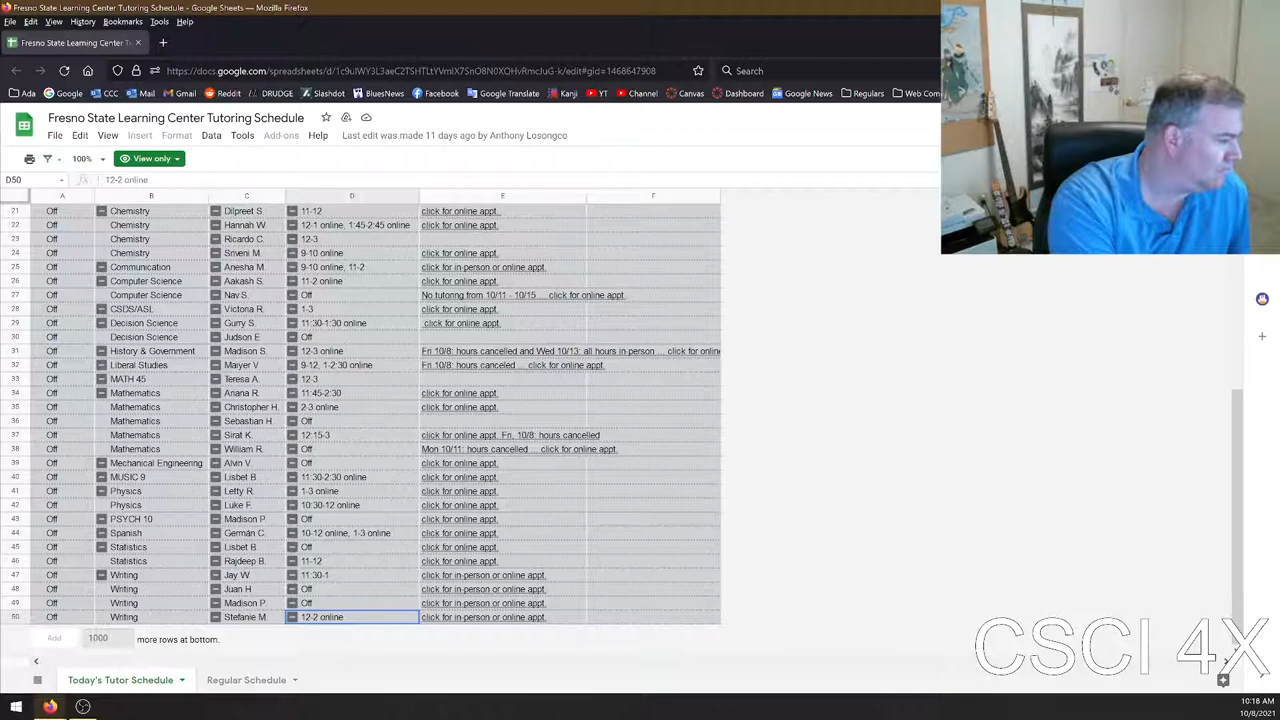 Fresno State Learning Center Tutoring Schedule - Google Sheets — Mozilla Firefox
File Edit View History Bookmarks Tools Help
Fresno State Learning Center T
Search
Ada Google CCC Mail Gmail Reddit DRUDGE Slashdot BluesNews Facebook Google Translate Kanji YT Channel Canvas Dashboard Google News Regulars Web Com
Fresno State Learning Center Tutoring Schedule
File Edit View Insert Format Data Tools Add-ons Help Last edit was made 11 days ago by Anthony Losongco
100% View only
D50 fx 12-2 online
A B C D E F
21 Off Chemistry Dilpreet S. 11-12 click for online appt.
22 Off Chemistry Hannah W. 12-1 online, 1:45-2:45 online click for online appt.
23 Off Chemistry Ricardo C. 12-3
24 Off Chemistry Sriveni M. 9-10 online click for online appt.
25 Off Communication Anesha M. 9-10 online, 11-2 click for in-person or online appt.
26 Off Computer Science Aakash S. 11-2 online click for online appt.
27 Off Computer Science Nav S. Off No tutoring from 10/11 - 10/15 ... click for online appt.
28 Off CSDS/ASL Victoria R. 1-3 click for online appt.
29 Off Decision Science Gurry S. 11:30-1:30 online click for online appt.
30 Off Decision Science Judson E Off
31 Off History & Government Madison S. 12-3 online Fri 10/8: hours cancelled and Wed 10/13: all hours in-person ... click for online
32 Off Liberal Studies Maiyer V 9-12, 1-2:30 online Fri 10/8: hours canceled ... click for online appt.
33 Off MATH 45 Teresa A. 12-3
34 Off Mathematics Ariana R. 11:45-2:30 click for online appt.
35 Off Mathematics Christopher H. 2-3 online click for online appt.
36 Off Mathematics Sebastian H. Off
37 Off Mathematics Sirat K. 12:15-3 click for online appt. Fri, 10/8: hours cancelled
38 Off Mathematics William R. Off Mon 10/11: hours cancelled ... click for online appt.
39 Off Mechanical Engineering Alvin V. Off click for online appt.
40 Off MUSIC 9 Lisbet B. 11:30-2:30 online click for online appt.
41 Off Physics Letty R. 1-3 online click for online appt.
42 Off Physics Luke F. 10:30-12 online click for online appt.
43 Off PSYCH 10 Madison P. Off click for online appt.
44 Off Spanish Germán C. 10-12 online, 1-3 online click for online appt.
45 Off Statistics Lisbet B. Off click for online appt.
46 Off Statistics Rajdeep B. 11-12 click for online appt.
47 Off Writing Jay W 11:30-1 click for in-person or online appt.
48 Off Writing Juan H Off click for in-person or online appt.
49 Off Writing Madison P. Off click for in-person or online appt.
50 Off Writing Stefanie M. 12-2 online click for in-person or online appt.
Add 1000 more rows at bottom.
Today's Tutor Schedule Regular Schedule
CSCI 4X
10:18 AM
10/8/2021